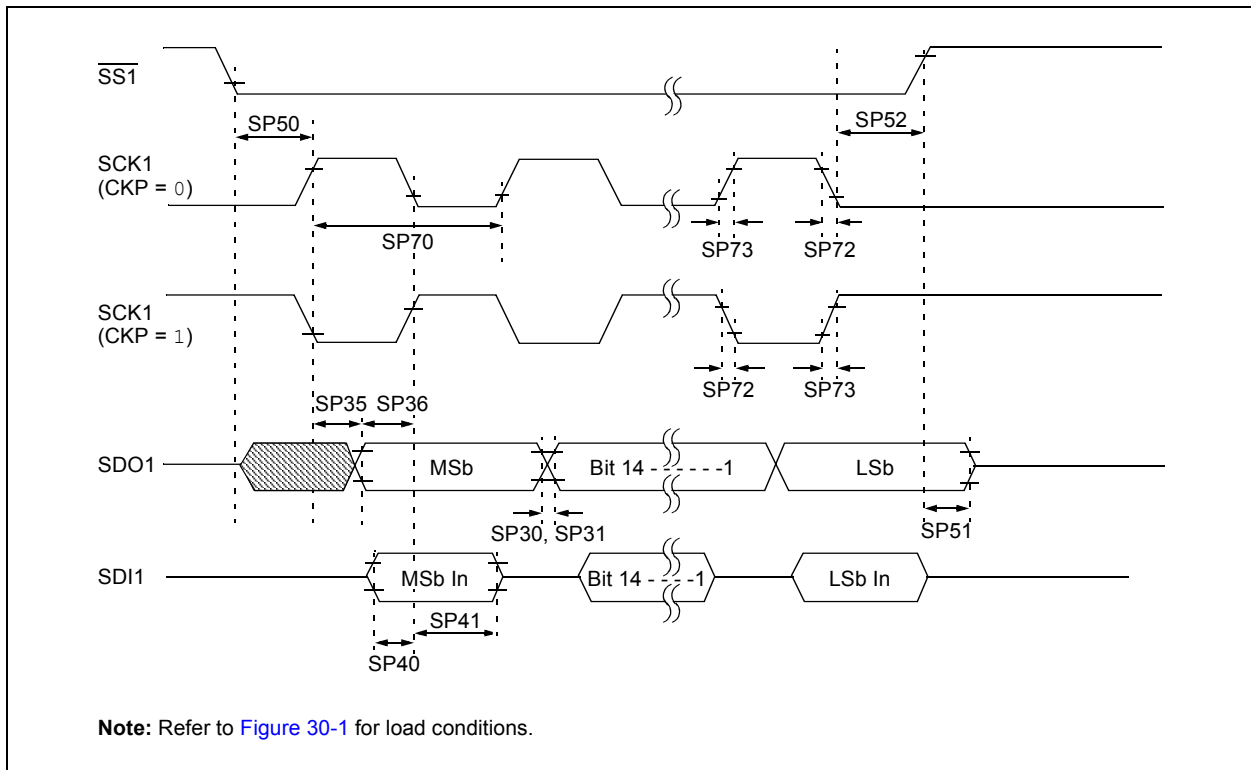 SS1
SP50
SP52
SCK1
(CKP = 0)
SP70
SP73
SP72
SCK1
(CKP = 1)
SP72
SP73
SP35
SP36
SDO1
MSb
Bit 14 - - - - - - -1
LSb
SP30, SP31
SP51
SDI1
MSb In
Bit 14 - - - - -1
LSb In
SP41
SP40
Note: Refer to Figure 30-1 for load conditions.